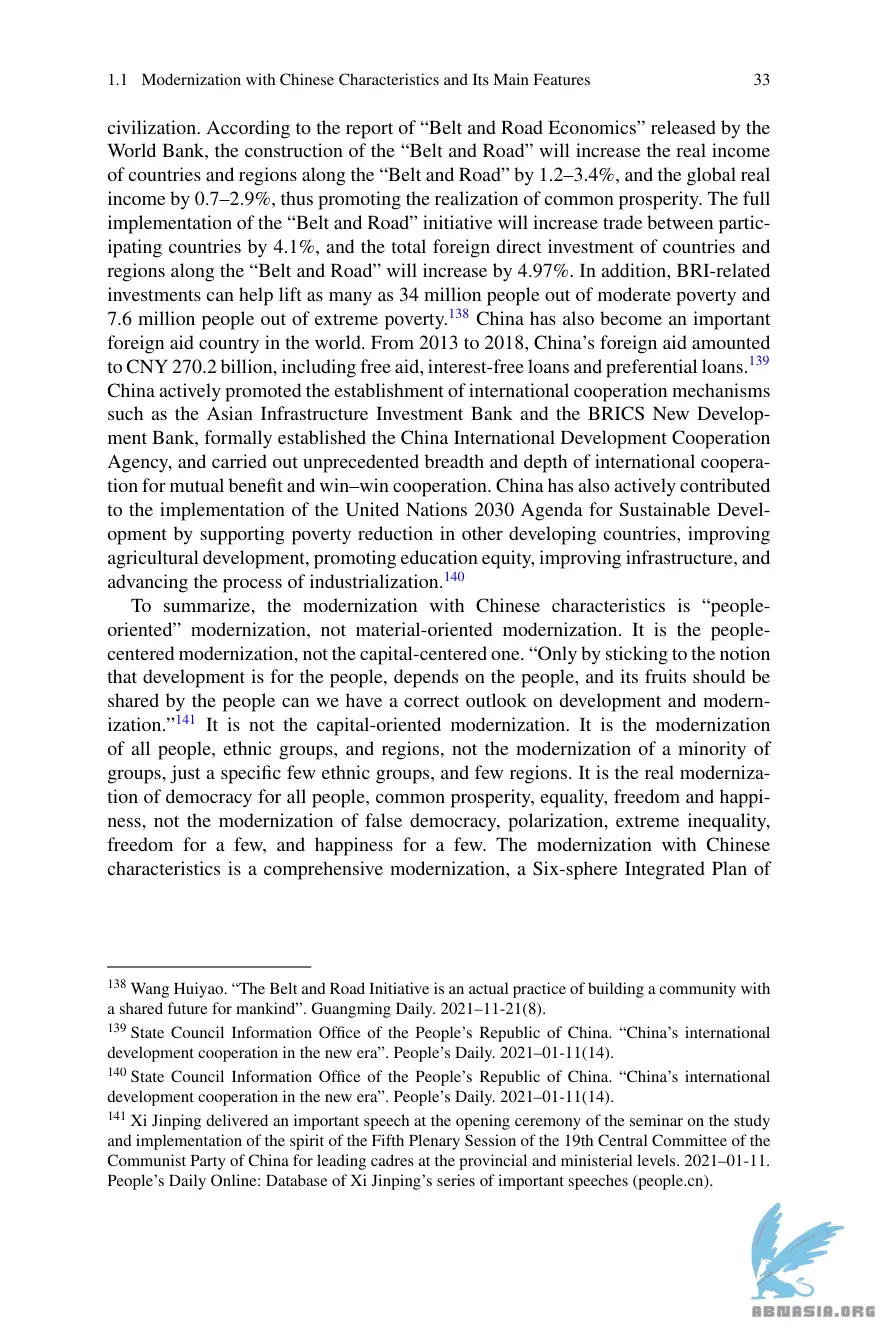 1.1 Modernization with Chinese Characteristics and Its Main Features 33
civilization. According to the report of “Belt and Road Economics” released by the
World Bank, the construction of the “Belt and Road” will increase the real income
of countries and regions along the “Belt and Road” by 1.2–3.4%, and the global real
income by 0.7–2.9%, thus promoting the realization of common prosperity. The full
implementation of the “Belt and Road” initiative will increase trade between partic-
ipating countries by 4.1%, and the total foreign direct investment of countries and
regions along the “Belt and Road” will increase by 4.97%. In addition, BRI-related
investments can help lift as many as 34 million people out of moderate poverty and
7.6 million people out of extreme poverty.138 China has also become an important
foreign aid country in the world. From 2013 to 2018, China’s foreign aid amounted
to CNY 270.2 billion, including free aid, interest-free loans and preferential loans.139
China actively promoted the establishment of international cooperation mechanisms
such as the Asian Infrastructure Investment Bank and the BRICS New Develop-
ment Bank, formally established the China International Development Cooperation
Agency, and carried out unprecedented breadth and depth of international coopera-
tion for mutual benefit and win–win cooperation. China has also actively contributed
to the implementation of the United Nations 2030 Agenda for Sustainable Devel-
opment by supporting poverty reduction in other developing countries, improving
agricultural development, promoting education equity, improving infrastructure, and
advancing the process of industrialization.140
To summarize, the modernization with Chinese characteristics is “people-
oriented” modernization, not material-oriented modernization. It is the people-
centered modernization, not the capital-centered one. “Only by sticking to the notion
that development is for the people, depends on the people, and its fruits should be
shared by the people can we have a correct outlook on development and modern-
ization.”141 It is not the capital-oriented modernization. It is the modernization
of all people, ethnic groups, and regions, not the modernization of a minority of
groups, just a specific few ethnic groups, and few regions. It is the real moderniza-
tion of democracy for all people, common prosperity, equality, freedom and happi-
ness, not the modernization of false democracy, polarization, extreme inequality,
freedom for a few, and happiness for a few. The modernization with Chinese
characteristics is a comprehensive modernization, a Six-sphere Integrated Plan of
138 Wang Huiyao. “The Belt and Road Initiative is an actual practice of building a community with
a shared future for mankind”. Guangming Daily. 2021–11-21(8).
139 State Council Information Office of the People’s Republic of China. “China’s international
development cooperation in the new era”. People’s Daily. 2021–01-11(14).
140 State Council Information Office of the People’s Republic of China. “China’s international
development cooperation in the new era”. People’s Daily. 2021–01-11(14).
141 Xi Jinping delivered an important speech at the opening ceremony of the seminar on the study
and implementation of the spirit of the Fifth Plenary Session of the 19th Central Committee of the
Communist Party of China for leading cadres at the provincial and ministerial levels. 2021–01-11.
People’s Daily Online: Database of Xi Jinping’s series of important speeches (people.cn).
ABNASIA.ORG